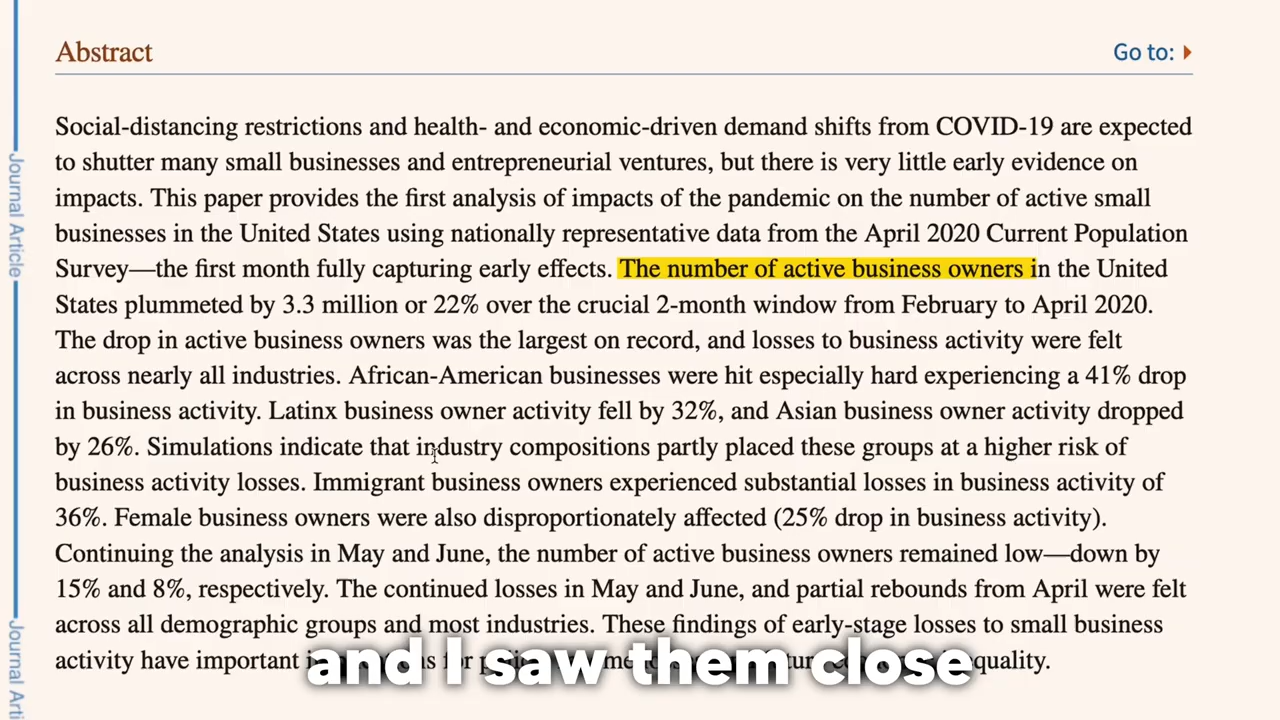 Abstract
Go to:
Social-distancing restrictions and health- and economic-driven demand shifts from COVID-19 are expected
to shutter many small businesses and entrepreneurial ventures, but there is very little early evidence on
impacts. This paper provides the first analysis of impacts of the pandemic on the number of active small
businesses in the United States using nationally representative data from the April 2020 Current Population
Survey—the first month fully capturing early effects. The number of active business owners in the United
States plummeted by 3.3 million or 22% over the crucial 2-month window from February to April 2020.
The drop in active business owners was the largest on record, and losses to business activity were felt
across nearly all industries. African-American businesses were hit especially hard experiencing a 41% drop
in business activity. Latinx business owner activity fell by 32%, and Asian business owner activity dropped
by 26%. Simulations indicate that industry compositions partly placed these groups at a higher risk of
business activity losses. Immigrant business owners experienced substantial losses in business activity of
36%. Female business owners were also disproportionately affected (25% drop in business activity).
Continuing the analysis in May and June, the number of active business owners remained low—down by
15% and 8%, respectively. The continued losses in May and June, and partial rebounds from April were felt
across all demographic groups and most industries. These findings of early-stage losses to small business
activity have important for
and I saw them close
Journal Article
Journal Arti